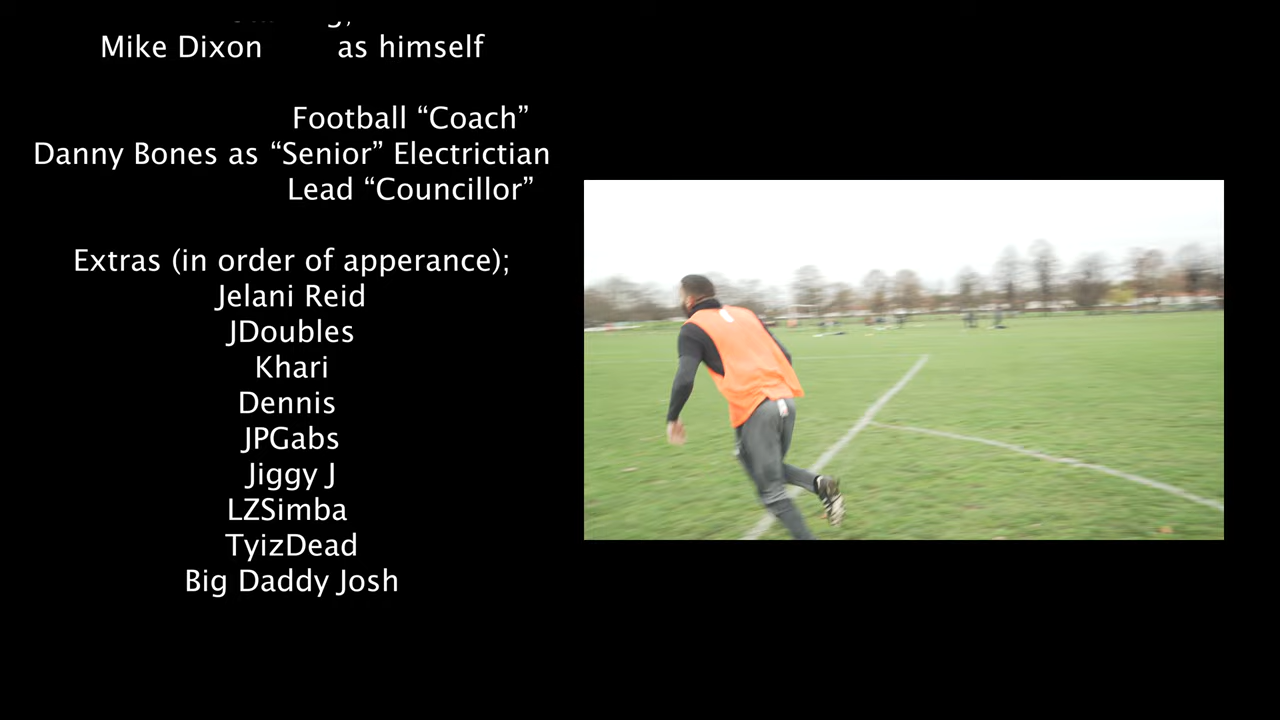 Mike Dixon as himself
Football “Coach”
Danny Bones as “Senior” Electrictian
Lead “Councillor”
Extras (in order of apperance);
Jelani Reid
JDoubles
Khari
Dennis
JPGabs
Jiggy J
LZSimba
TyizDead
Big Daddy Josh